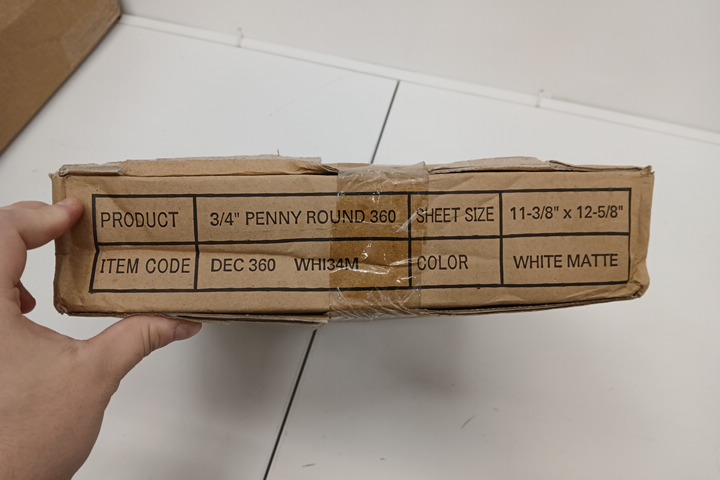 PRODUCT 3/4" PENNY ROUND 360 SHEET SIZE 11-3/8" x 12-5/8"
ITEM CODE DEC 360 WHI34M COLOR WHITE MATTE